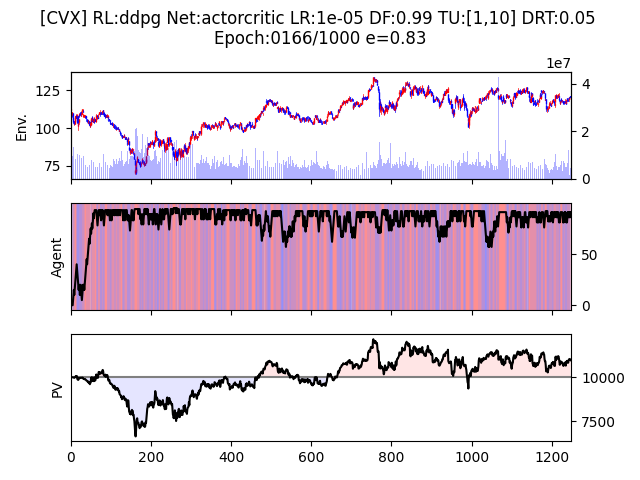 [CVX] RL:ddpg Net:actorcritic LR:1e-05 DF:0.99 TU:[1,10] DRT:0.05
Epoch:0166/1000 e=0.83
1e7
125
100
75
Env.
4
2
0
Agent
50
0
PV
10000
7500
0 200 400 600 800 1000 1200